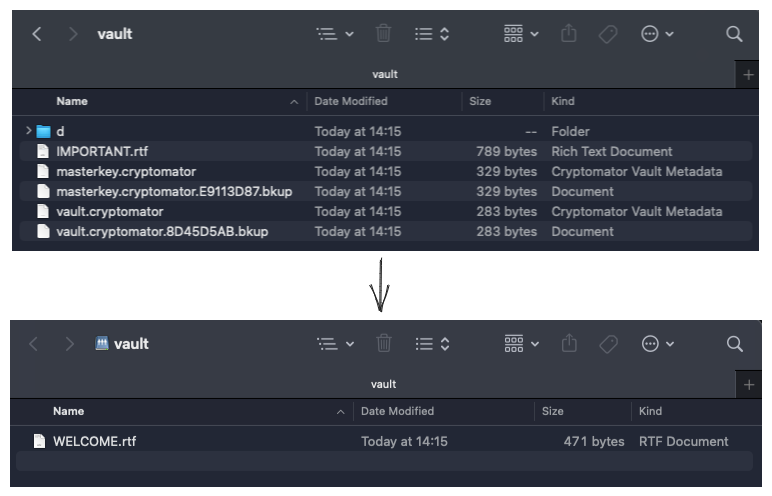 vault
vault
Name Date Modified Size Kind
d Today at 14:15 -- Folder
IMPORTANT.rtf Today at 14:15 789 bytes Rich Text Document
masterkey.cryptomator Today at 14:15 329 bytes Cryptomator Vault Metadata
masterkey.cryptomator.E9113D87.bkup Today at 14:15 329 bytes Document
vault.cryptomator Today at 14:15 283 bytes Cryptomator Vault Metadata
vault.cryptomator.8D45D5AB.bkup Today at 14:15 283 bytes Document
vault
vault
Name Date Modified Size Kind
WELCOME.rtf Today at 14:15 471 bytes RTF Document